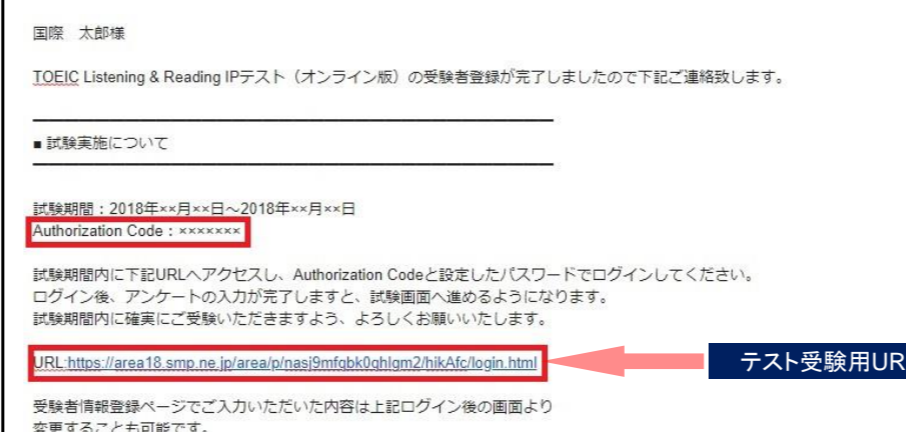 国際　太郎様
TOEIC Listening & Reading IPテスト（オンライン版）の受験者登録が完了しましたので下記ご連絡致します。
■ 試験実施について
試験期間：2018年××月××日～2018年××月××日
Authorization Code：×××××××
試験期間内に下記URLへアクセスし、Authorization Codeと設定したパスワードでログインしてください。
ログイン後、アンケートの入力が完了しますと、試験画面へ進めるようになります。
試験期間内に確実にご受験いただきますよう、よろしくお願いいたします。
URL:https://area18.smp.ne.jp/area/p/nasj9mfqbk0qhlqm2/hikAfc/login.html
テスト受験用UR
受験者情報登録ページでご入力いただいた内容は上記ログイン後の画面より
変更することも可能です。